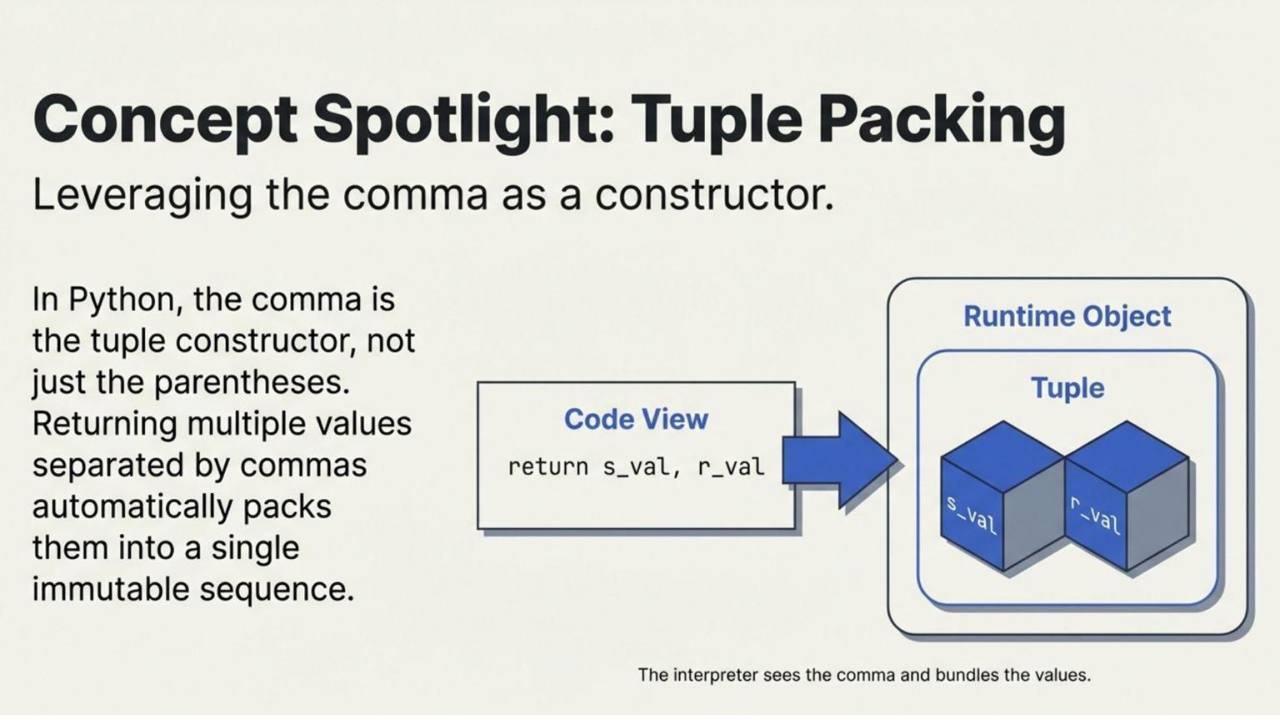 Concept Spotlight: Tuple Packing
Leveraging the comma as a constructor.
In Python, the comma is
the tuple constructor, not
just the parentheses.
Returning multiple values
separated by commas
automatically packs
them into a single
immutable sequence.
Code View
return s_val, r_val
Runtime Object
Tuple
s_val
r_val
The interpreter sees the comma and bundles the values.